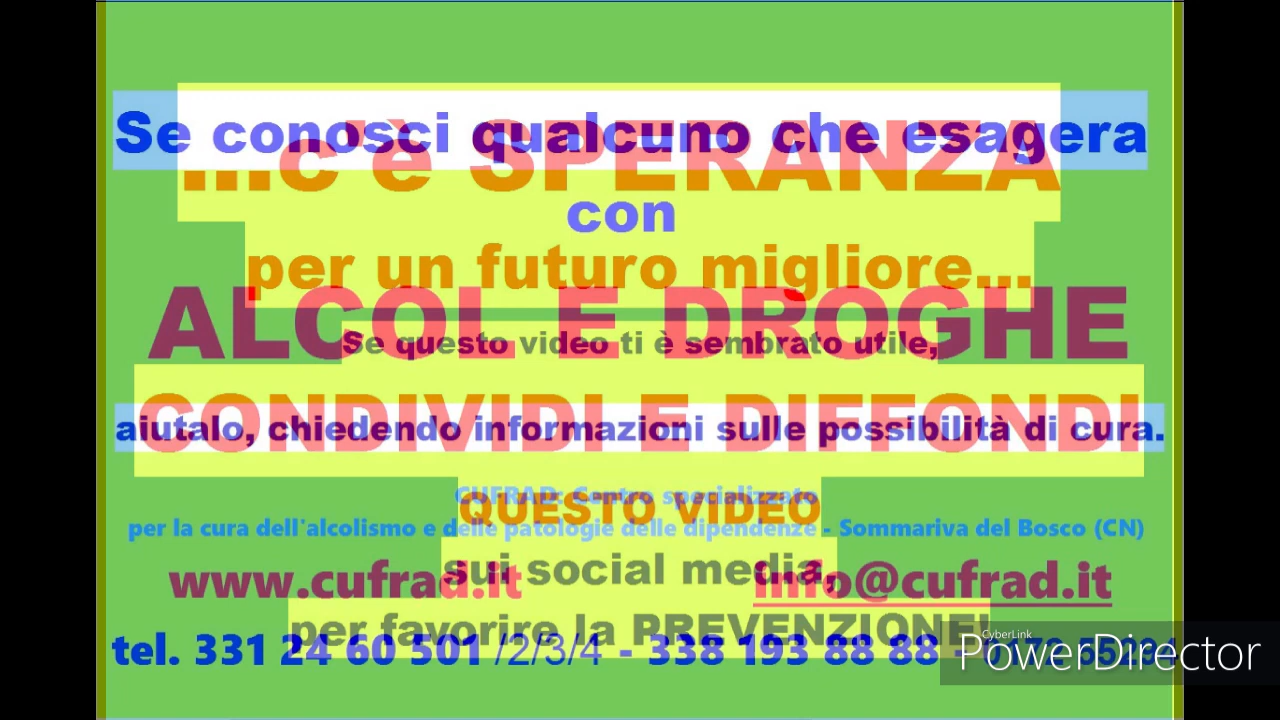 Se conosci qualcuno che esagera
...c'è SPERANZA
con
per un futuro migliore...
ALCOL E DROGHE
Se questo video ti è sembrato utile,
CONDIVIDI E DIFFONDI
aiutalo, chiedendo informazioni sulle possibilità di cura.
CUFRAD: Centro specializzato
QUESTO VIDEO
per la cura dell'alcolismo e delle patologie delle dipendenze - Sommariva del Bosco (CN)
sui social media,
www.cufrad.it info@cufrad.it
per favorire la PREVENZIONE!
tel. 331 24 60 501 /2/3/4 - 338 193 88 88 -
CyberLink
PowerDirector